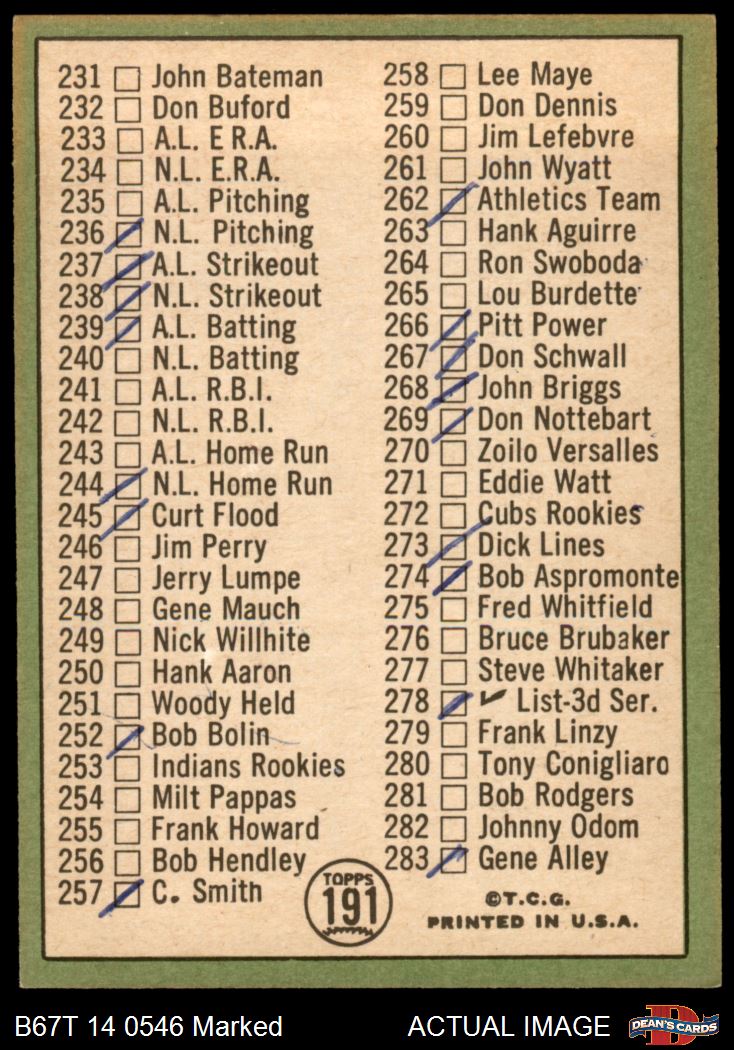 231 John Bateman
232 Don Buford
233 A.L. E R.A.
234 N.L. E.R.A.
235 A.L. Pitching
236 N.L. Pitching
237 A.L. Strikeout
238 N.L. Strikeout
239 A.L. Batting
240 N.L. Batting
241 A.L. R.B.I.
242 N.L. R.B.I.
243 A.L. Home Run
244 N.L. Home Run
245 Curt Flood
246 Jim Perry
247 Jerry Lumpe
248 Gene Mauch
249 Nick Willhite
250 Hank Aaron
251 Woody Held
252 Bob Bolin
253 Indians Rookies
254 Milt Pappas
255 Frank Howard
256 Bob Hendley
257 C. Smith
258 Lee Maye
259 Don Dennis
260 Jim Lefebvre
261 John Wyatt
262 Athletics Team
263 Hank Aguirre
264 Ron Swoboda
265 Lou Burdette
266 Pitt Power
267 Don Schwall
268 John Briggs
269 Don Nottebart
270 Zoilo Versalles
271 Eddie Watt
272 Cubs Rookies
273 Dick Lines
274 Bob Aspromonte
275 Fred Whitfield
276 Bruce Brubaker
277 Steve Whitaker
278 ✔ List-3d Ser.
279 Frank Linzy
280 Tony Conigliaro
281 Bob Rodgers
282 Johnny Odom
283 Gene Alley
TOPPS
191
©T.C.G.
PRINTED IN U.S.A.
B67T 14 0546 Marked
ACTUAL IMAGE
DEAN'S CARDS